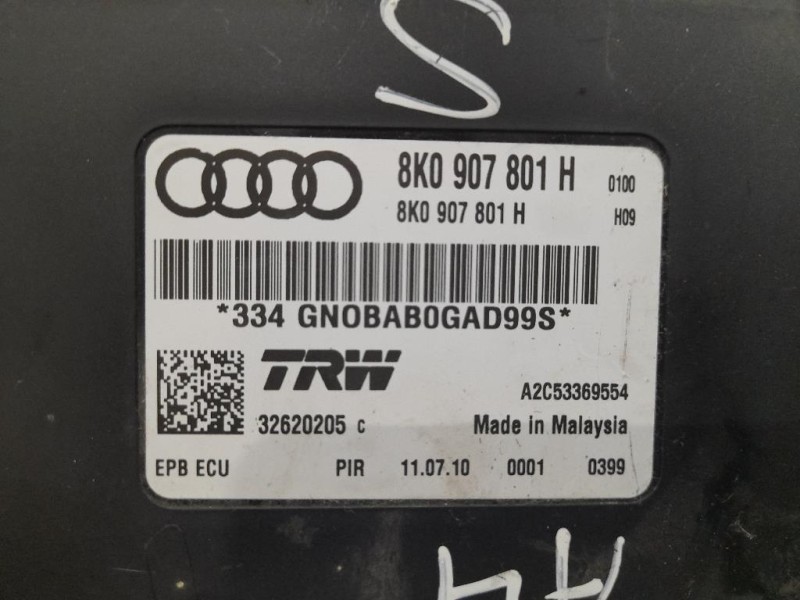 S
8K0 907 801 H 0100
8K0 907 801 H H09
*334 GNOBAB0GAD99S*
TRW
A2C53369554
32620205 C Made in Malaysia
EPB ECU PIR 11.07.10 0001 0399